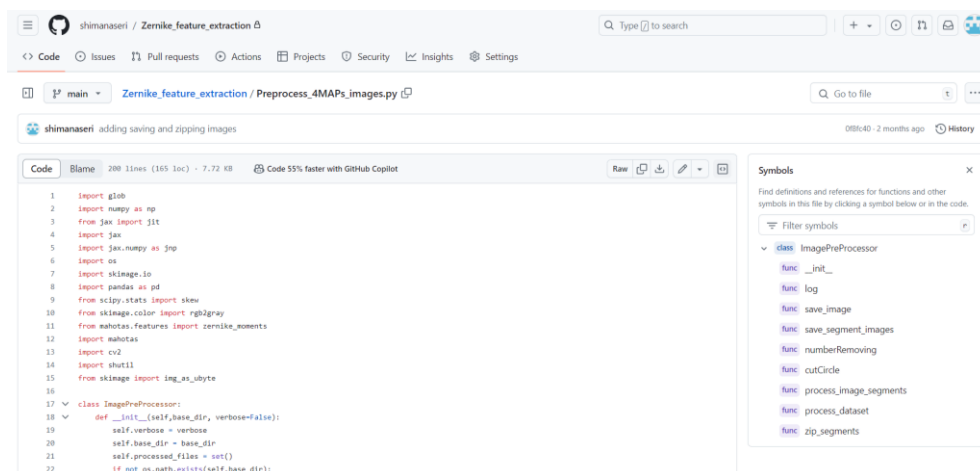 shimanaseri / Zernike_feature_extraction
Type / to search
Code Issues Pull requests Actions Projects Security Insights Settings
main Zernike_feature_extraction / Preprocess_4MAPs_images.py
Go to file t
shimanaseri adding saving and zipping images
2 months ago History
Code Blame 200 lines (165 loc) · 7.72 KB Code 55% faster with GitHub Copilot
Raw
1 import glob
2 import numpy as np
3 from jax import jit
4 import jax
5 import jax.numpy as jnp
6 import os
7 import skimage.io
8 import pandas as pd
9 from scipy.stats import skew
10 from skimage.color import rgb2gray
11 from mahotas.features import zernike_moments
12 import mahotas
13 import cv2
14 import shutil
15 from skimage import img_as_ubyte
16
17 class ImagePreProcessor:
18 def __init__(self,base_dir, verbose=False):
19 self.verbose = verbose
20 self.base_dir = base_dir
21 self.processed_files = set()
22 if not os.path.exists(self.base_dir):
Symbols
Find definitions and references for functions and other
symbols in this file by clicking a symbol below or in the code.
Filter symbols r
class ImagePreProcessor
func __init__
func log
func save_image
func save_segment_images
func numberRemoving
func cutCircle
func process_image_segments
func process_dataset
func zip_segments